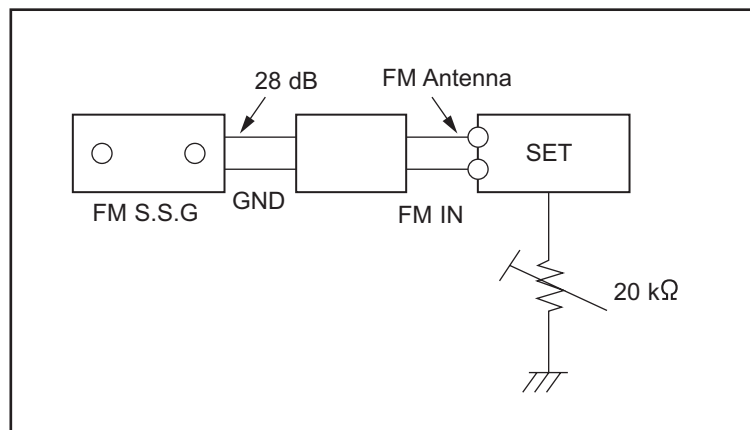 28 dB
FM Antenna
SET
FM S.S.G
GND
FM IN
20 kΩ